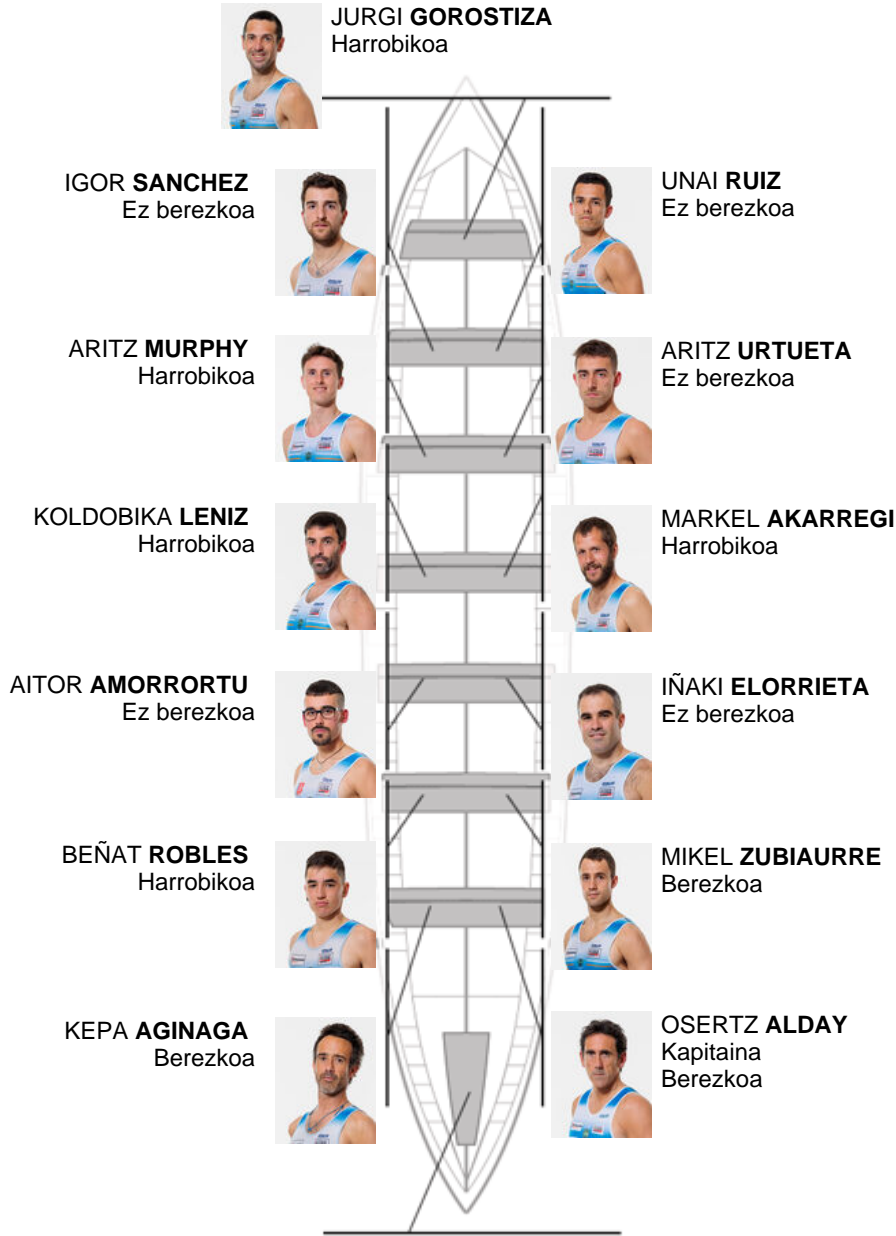 JURGI GOROSTIZA
Harrobikoa
IGOR SANCHEZ
Ez berezkoa
UNAI RUIZ
Ez berezkoa
ARITZ MURPHY
Harrobikoa
ARITZ URTUETA
Ez berezkoa
KOLDOBIKA LENIZ
Harrobikoa
MARKEL AKARREGI
Harrobikoa
AITOR AMORRORTU
Ez berezkoa
IÑAKI ELORRIETA
Ez berezkoa
BEÑAT ROBLES
Harrobikoa
MIKEL ZUBIAURRE
Berezkoa
KEPA AGINAGA
Berezkoa
OSERTZ ALDAY
Kapitaina
Berezkoa